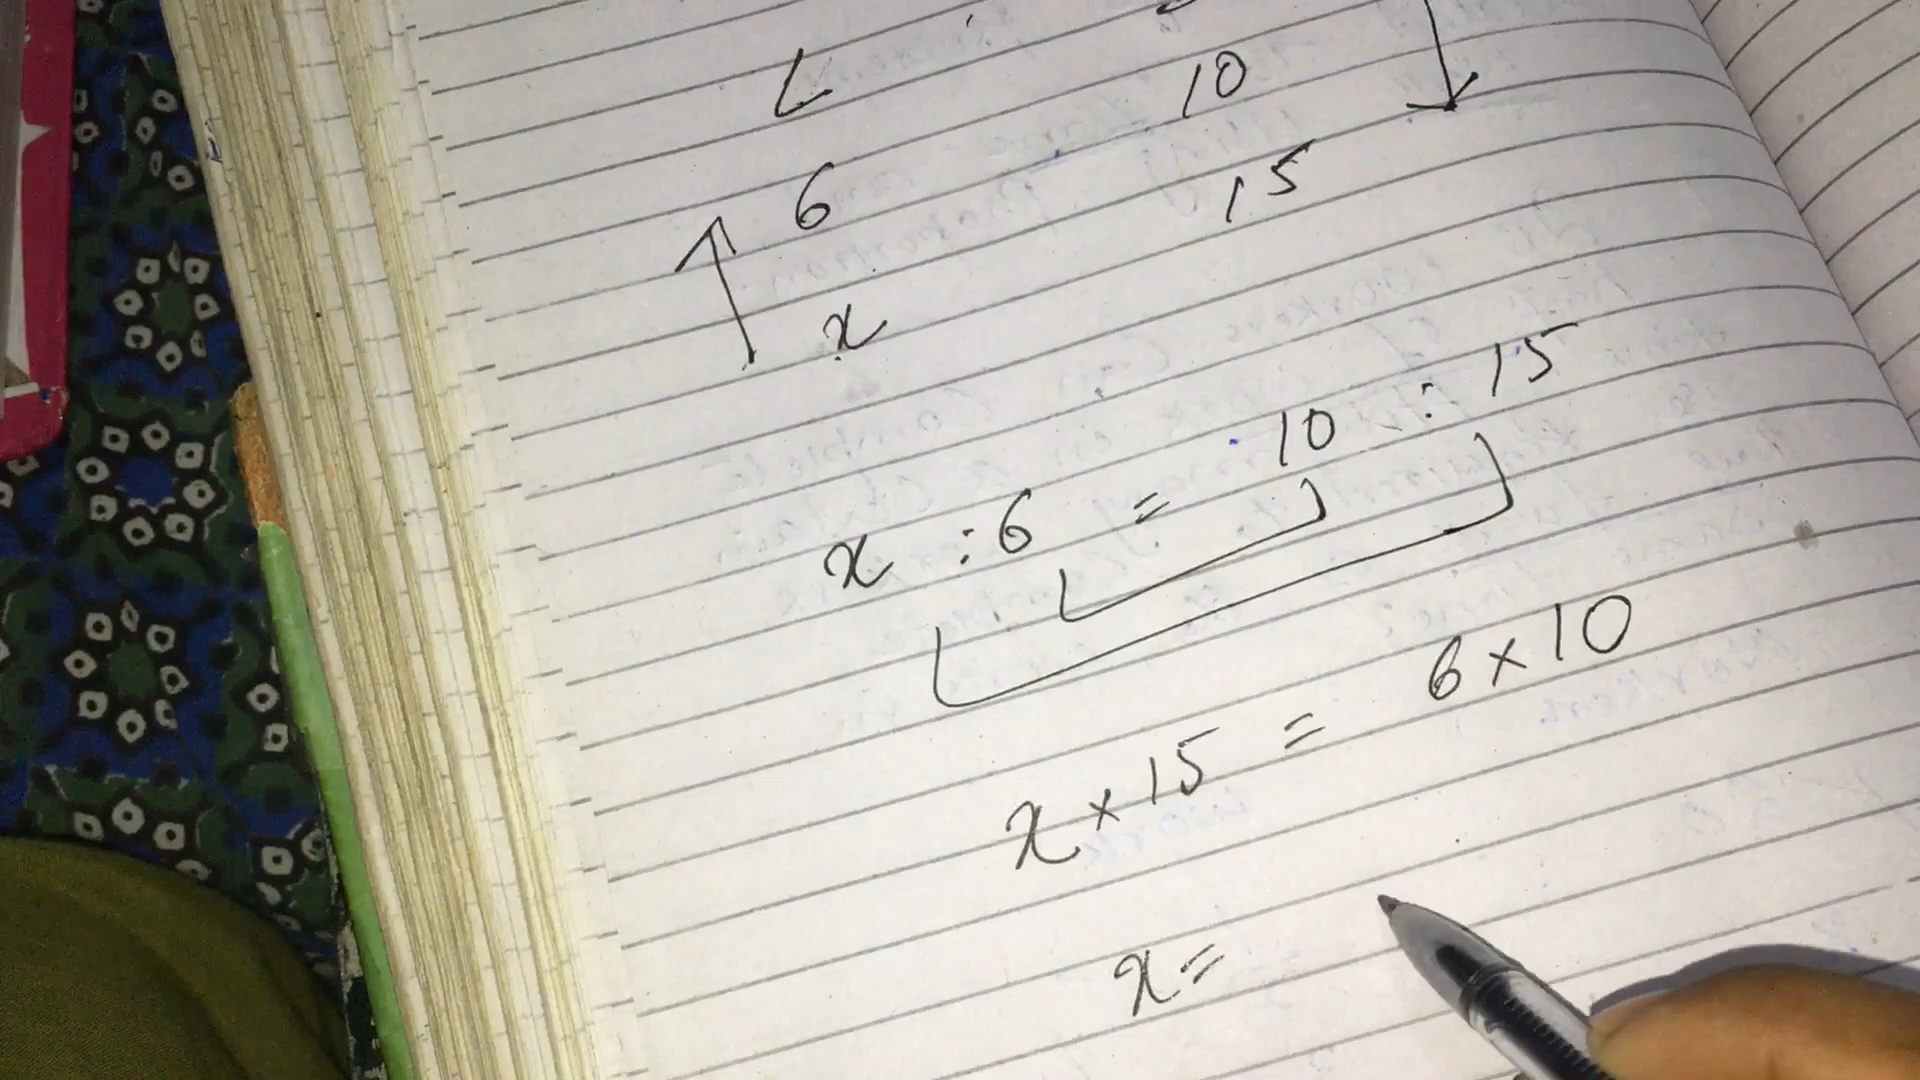 L 10
6 15
x
x : 6 = 10 : 15
x × 15 = 6 × 10
x =